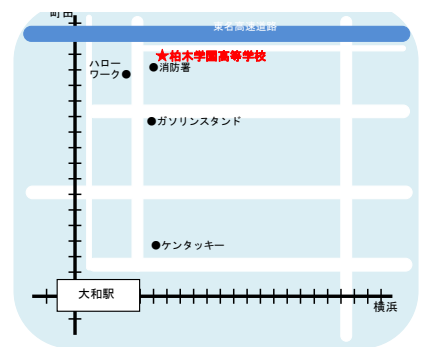 町田
東名高速道路
★柏木学園高等学校
ハロー
ワーク●
●消防署
●ガソリンスタンド
●ケンタッキー
大和駅
横浜